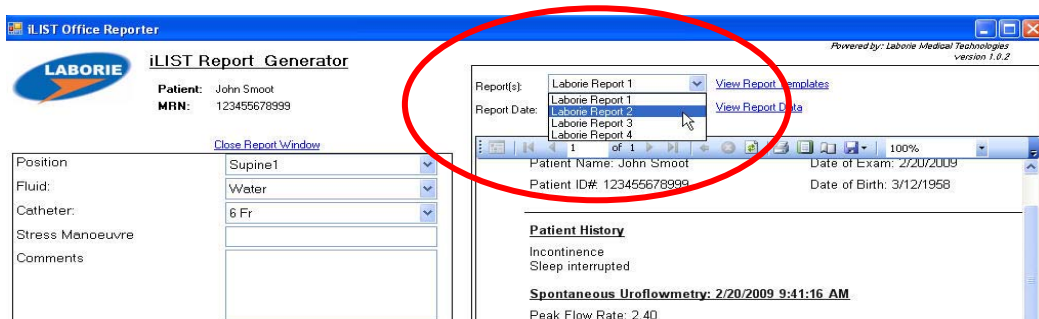 iLIST Office Reporter
Powered by: Laborie Medical Technologies
version 1.0.2
LABORIE
iLIST Report Generator
Patient: John Smoot
MRN: 123455678999
Close Report Window
Position Supine1
Fluid: Water
Catheter: 6 Fr
Stress Manoeuvre
Comments
Report(s): Laborie Report 1 View Report Templates
Report Date: View Report Data
Laborie Report 1
Laborie Report 2
Laborie Report 3
Laborie Report 4
1 of 1 100%
Patient Name: John Smoot Date of Exam: 2/20/2009
Patient ID#: 123455678999 Date of Birth: 3/12/1958
Patient History
Incontinence
Sleep interrupted
Spontaneous Uroflowmetry: 2/20/2009 9:41:16 AM
Peak Flow Rate: 2.40